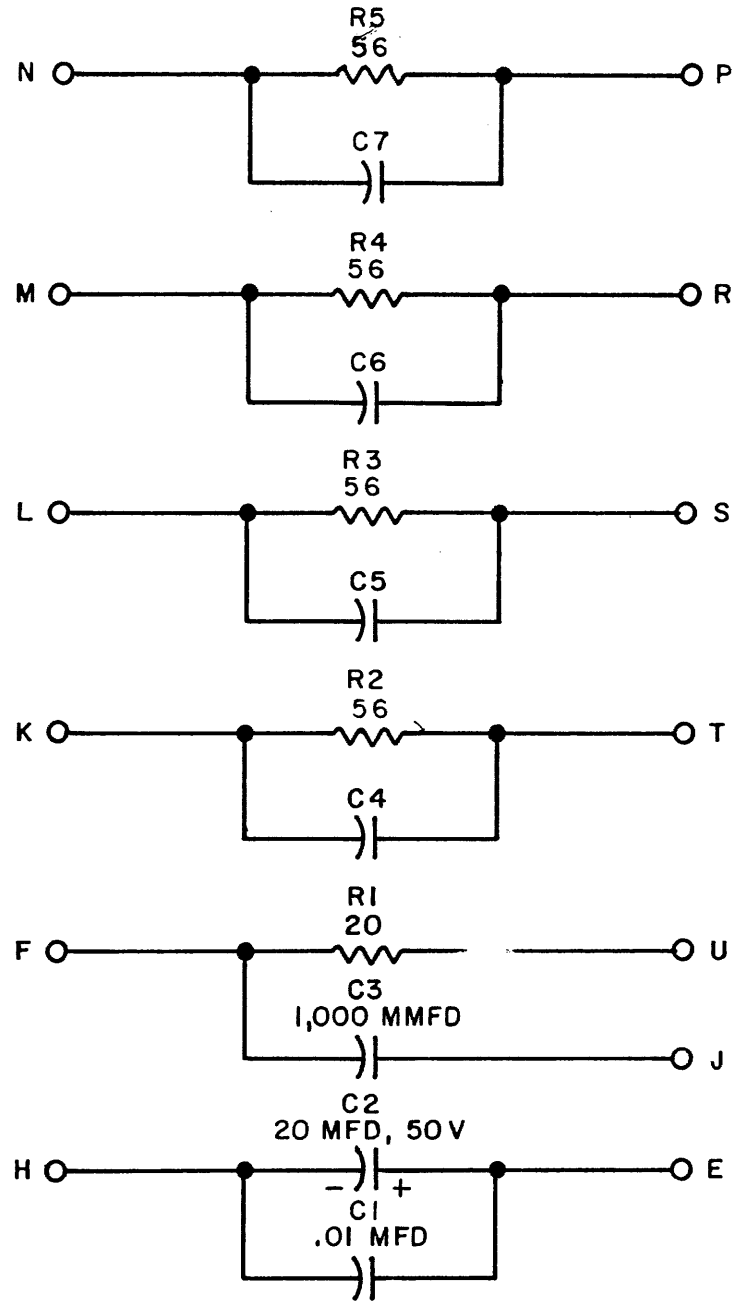 R5
56
N P
C7
R4
56
M R
C6
R3
56
L S
C5
R2
56
K T
C4
R1
20
F U
C3
1,000 MMFD
J
C2
20 MFD, 50V
H E
- +
C1
.01 MFD